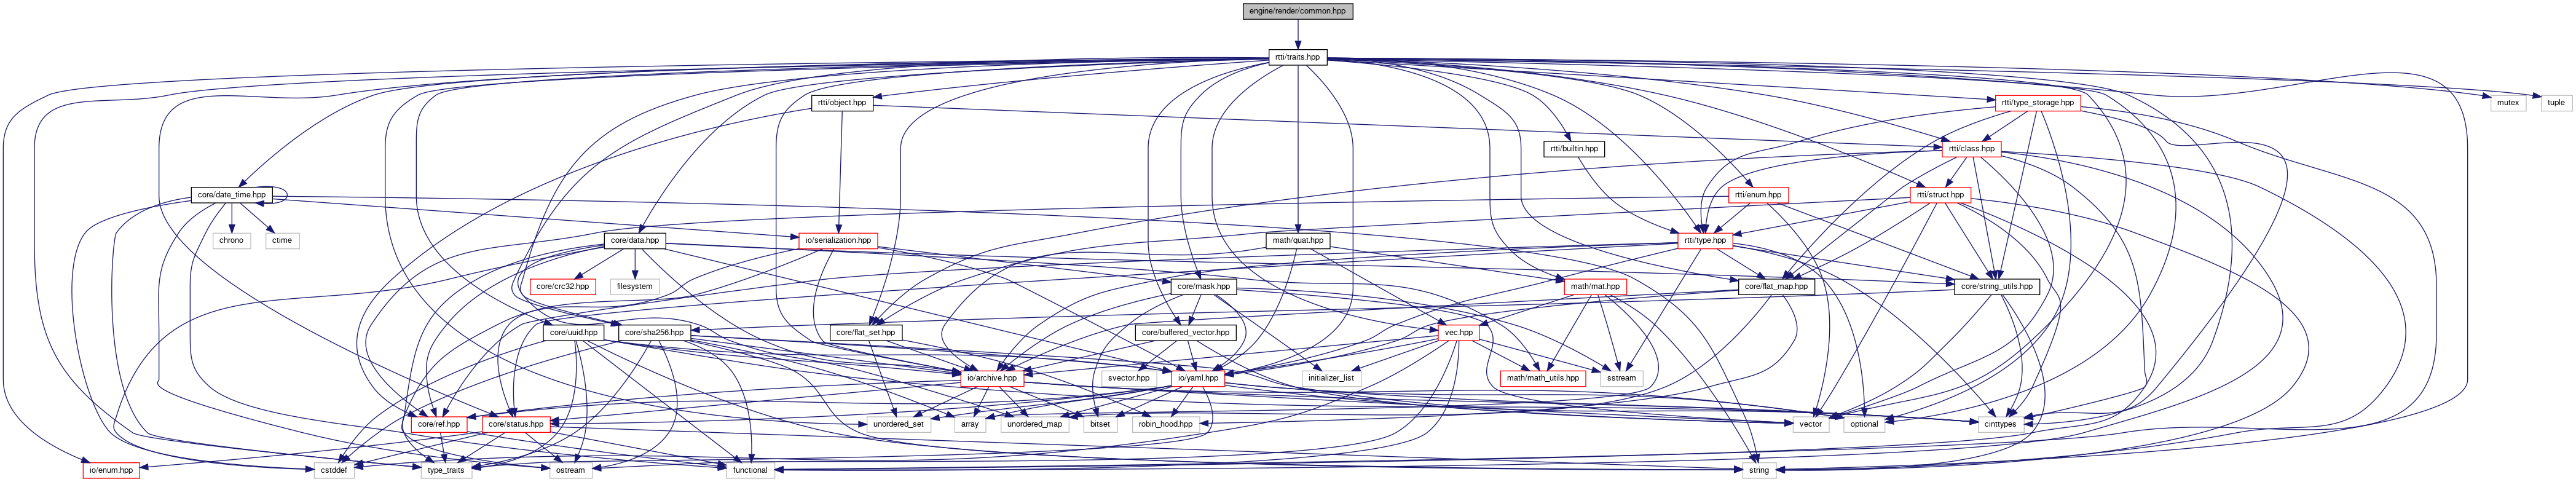 engine/render/common.hpp
rtti/traits.hpp
rtti/object.hpp
rtti/type_storage.hpp
mutex
tuple
rtti/builtin.hpp
rtti/class.hpp
core/date_time.hpp
rtti/enum.hpp
rtti/struct.hpp
chrono
ctime
core/data.hpp
io/serialization.hpp
math/quat.hpp
rtti/type.hpp
core/crc32.hpp
filesystem
core/mask.hpp
math/mat.hpp
core/flat_map.hpp
core/string_utils.hpp
core/uuid.hpp
core/sha256.hpp
core/flat_set.hpp
core/buffered_vector.hpp
vec.hpp
io/archive.hpp
svector.hpp
io/yaml.hpp
initializer_list
math/math_utils.hpp
sstream
core/ref.hpp
core/status.hpp
unordered_set
array
unordered_map
bitset
robin_hood.hpp
vector
optional
cinttypes
io/enum.hpp
cstddef
type_traits
ostream
functional
string